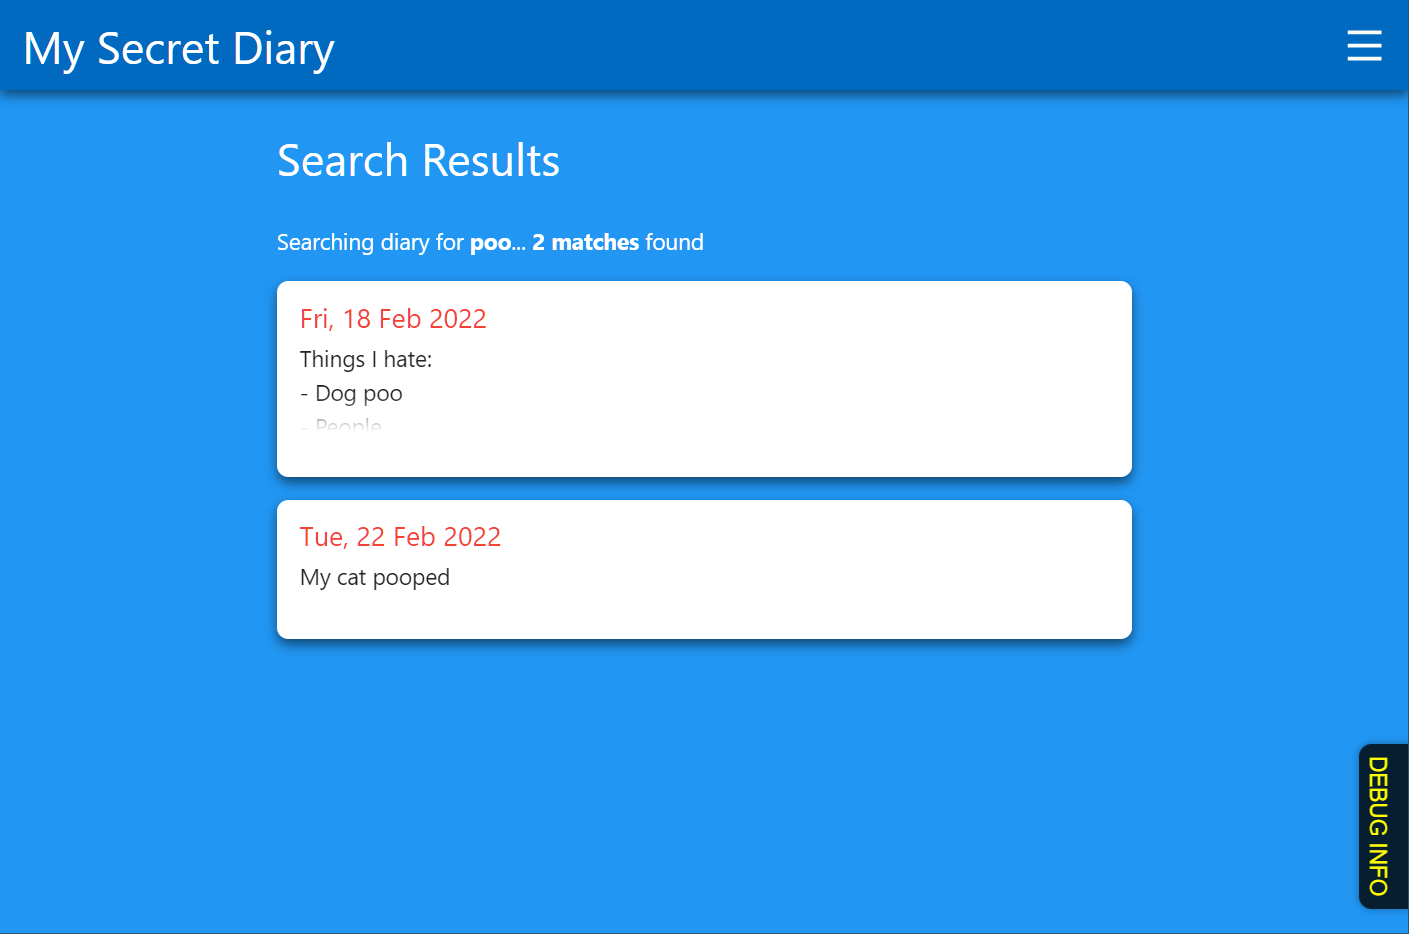 My Secret Diary
Search Results
Searching diary for poo... 2 matches found
Fri, 18 Feb 2022
Things I hate:
- Dog poo
- People
Tue, 22 Feb 2022
My cat pooped
DEBUG INFO